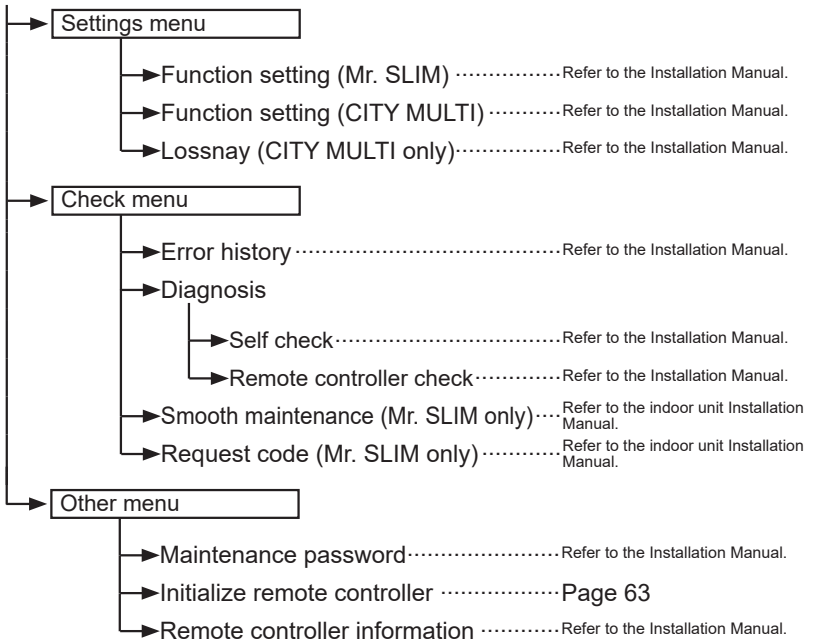 Settings menu
Function setting (Mr. SLIM) ················Refer to the Installation Manual.
Function setting (CITY MULTI)···········Refer to the Installation Manual.
Lossnay (CITY MULTI only)···············Refer to the Installation Manual.
Check menu
Error history·····································Refer to the Installation Manual.
Diagnosis
Self check································Refer to the Installation Manual.
Remote controller check············Refer to the Installation Manual.
Smooth maintenance (Mr. SLIM only)····Refer to the indoor unit Installation
Manual.
Request code (Mr. SLIM only) ············Refer to the indoor unit Installation
Manual.
Other menu
Maintenance password······················Refer to the Installation Manual.
Initialize remote controller ·················Page 63
Remote controller information ············Refer to the Installation Manual.